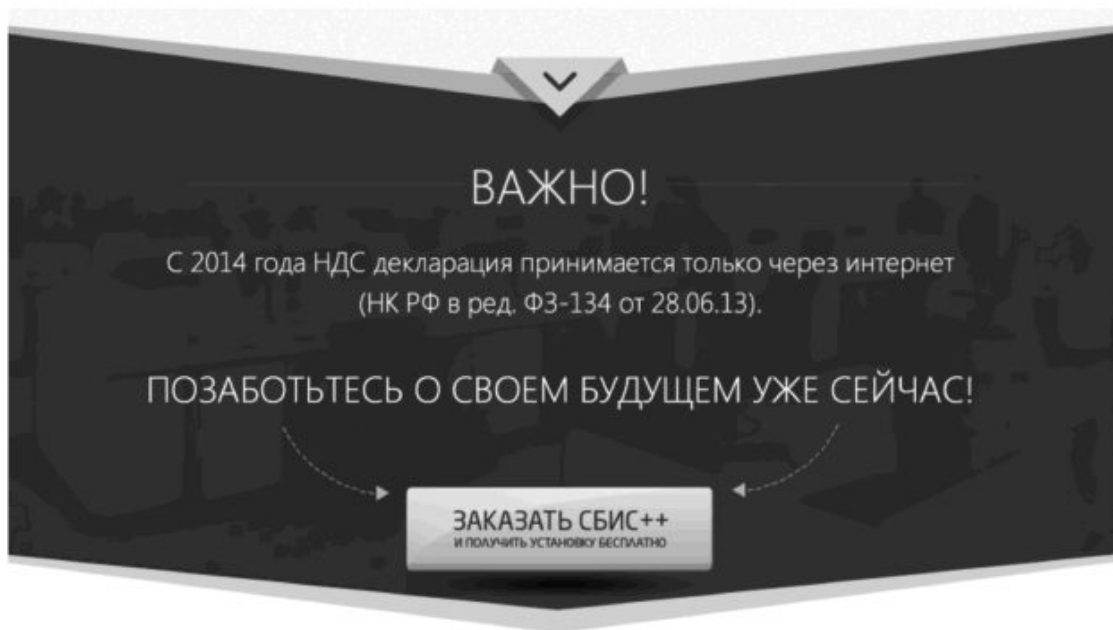 ВАЖНО!
С 2014 года НДС декларация принимается только через интернет
(НК РФ в ред. ФЗ-134 от 28.06.13).
ПОЗАБОТЬТЕСЬ О СВОЕМ БУДУЩЕМ УЖЕ СЕЙЧАС!
ЗАКАЗАТЬ СБИС++
И ПОЛУЧИТЬ УСТАНОВКУ БЕСПЛАТНО